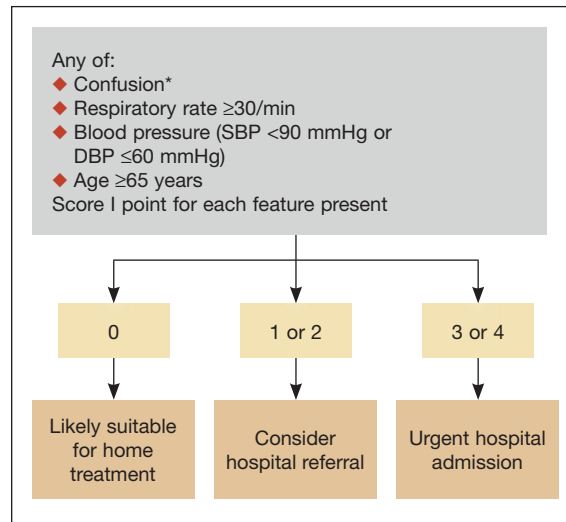 Any of:
◆ Confusion*
◆ Respiratory rate ≥30/min
◆ Blood pressure (SBP <90 mmHg or
DBP ≤60 mmHg)
◆ Age ≥65 years
Score I point for each feature present
0
1 or 2
3 or 4
Likely suitable
for home
treatment
Consider
hospital referral
Urgent hospital
admission